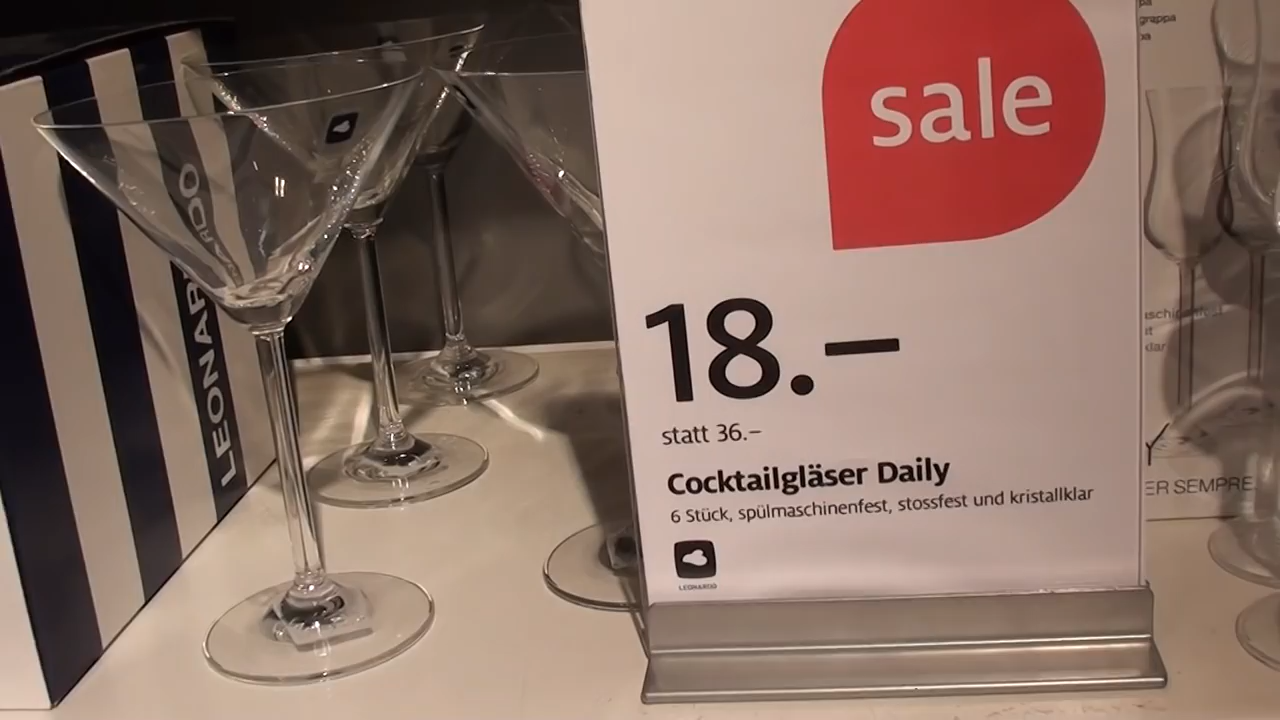 LEONARDO
sale
18.–
statt 36.–
Cocktailgläser Daily
6 Stück, spülmaschinenfest, stossfest und kristallklar
LEONARDO
grappa
ER SEMPRE